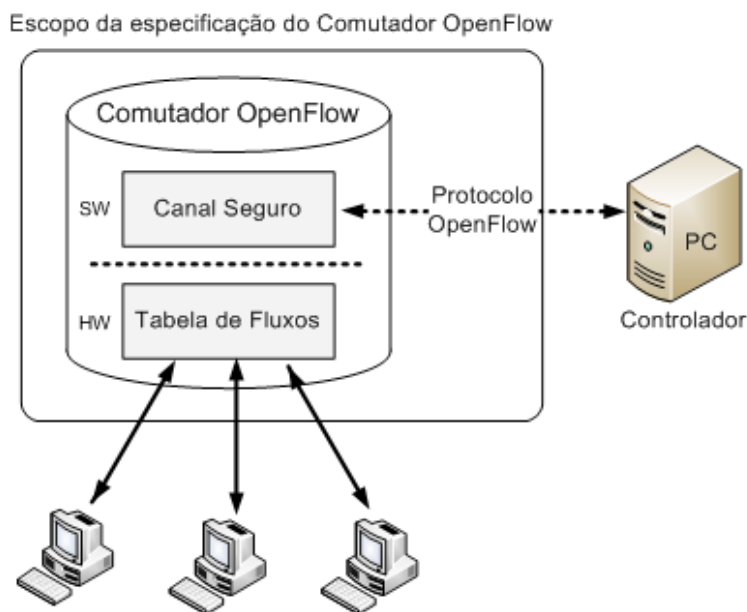 Escopo da especificação do Comutador OpenFlow
Comutador OpenFlow
SW
Canal Seguro
Protocolo
OpenFlow
PC
Controlador
HW
Tabela de Fluxos